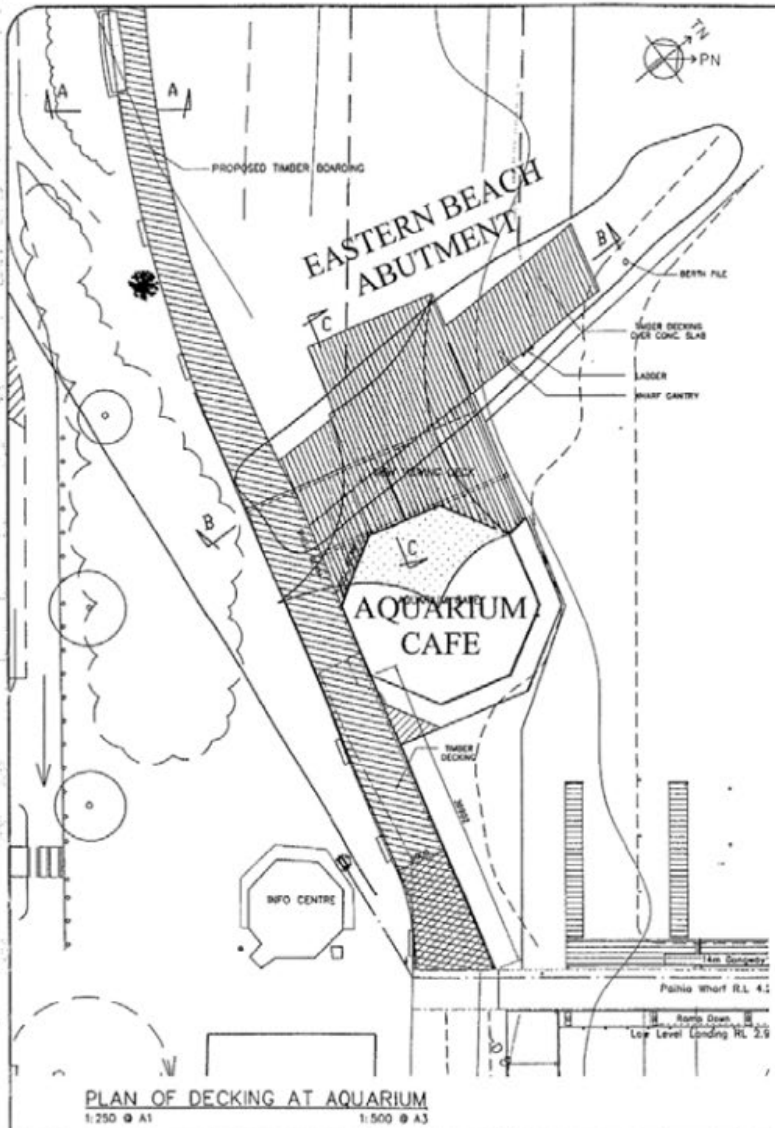 TN
PN
A
A
PROPOSED TIMBER BOARDING
EASTERN BEACH
ABUTMENT
B
BERTH PILE
C
TIMBER DECKING
OVER CONC. SLAB
LADDER
WHARF GANTRY
VIEWING DECK
B
C
AQUARIUM
CAFE
TIMBER
DECKING
INFO CENTRE
14m Gangway
Paihia Wharf R.L 4.2
Ramp Down
Low Level Landing RL 2.9
PLAN OF DECKING AT AQUARIUM
1:250 @ A1
1:500 @ A3